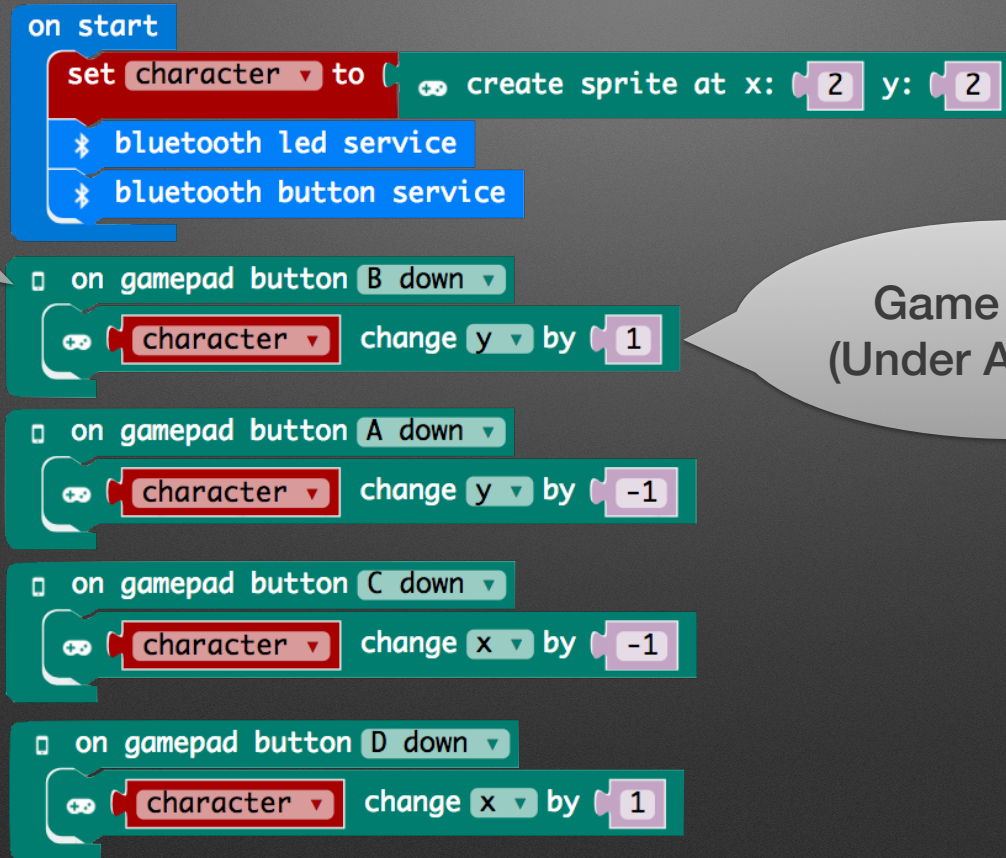 on start
set character to create sprite at x: 2 y: 2
bluetooth led service
bluetooth button service
on gamepad button B down
character change y by 1
Game
(Under A
on gamepad button A down
character change y by -1
on gamepad button C down
character change x by -1
on gamepad button D down
character change x by 1